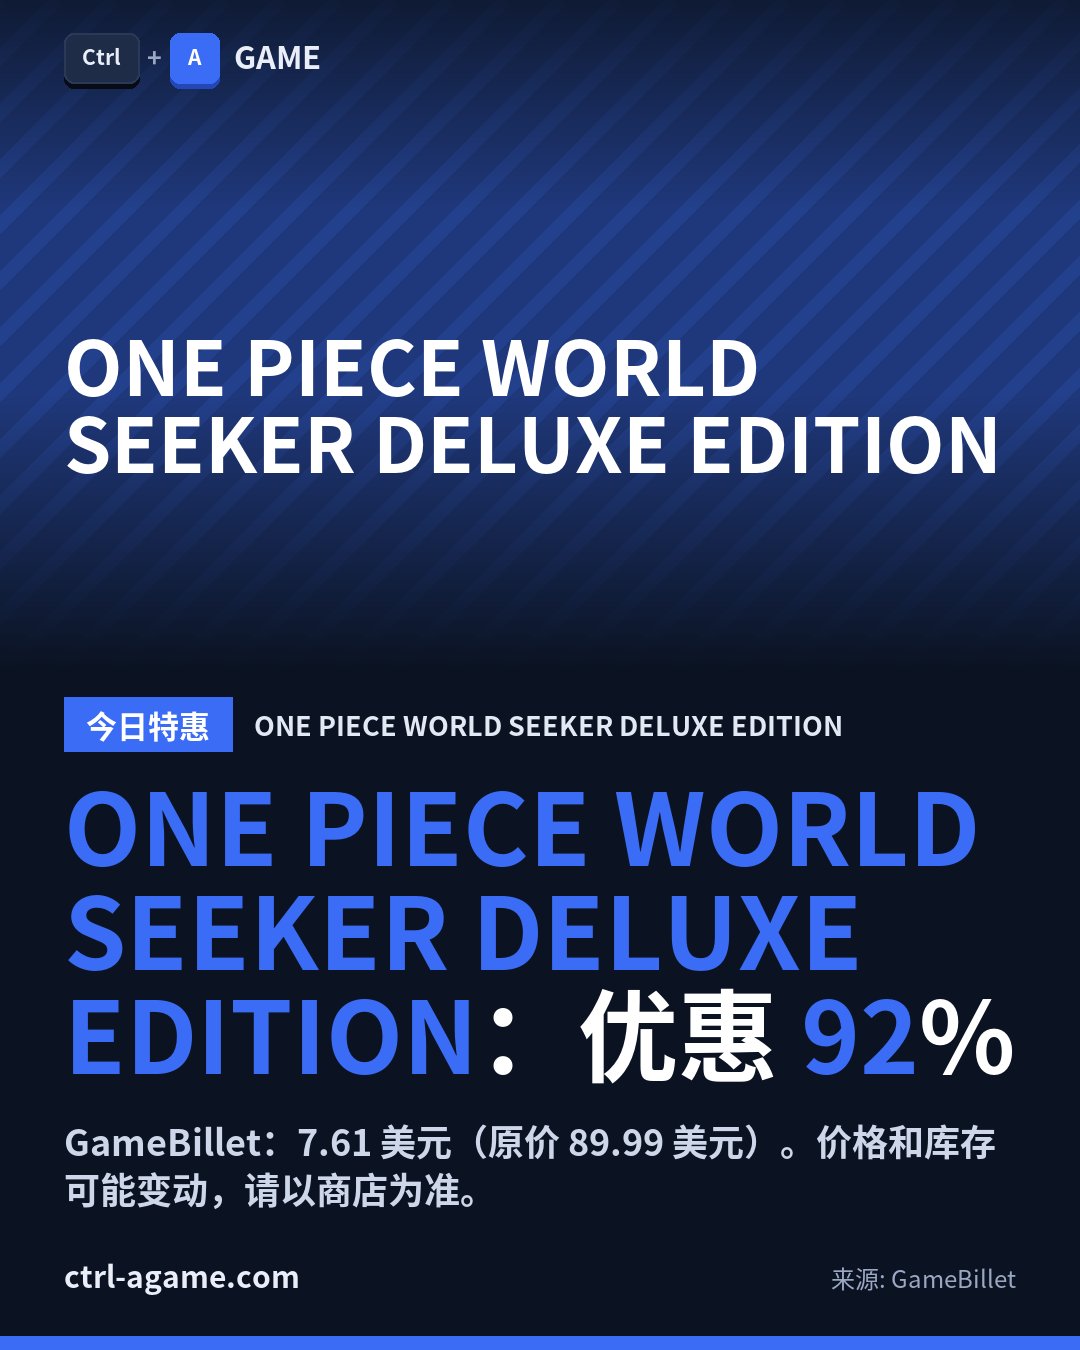 Ctrl + A GAME
ONE PIECE WORLD
SEEKER DELUXE EDITION
今日特惠 ONE PIECE WORLD SEEKER DELUXE EDITION
ONE PIECE WORLD
SEEKER DELUXE
EDITION：优惠 92%
GameBillet：7.61 美元（原价 89.99 美元）。价格和库存
可能变动，请以商店为准。
ctrl-agame.com 来源: GameBillet